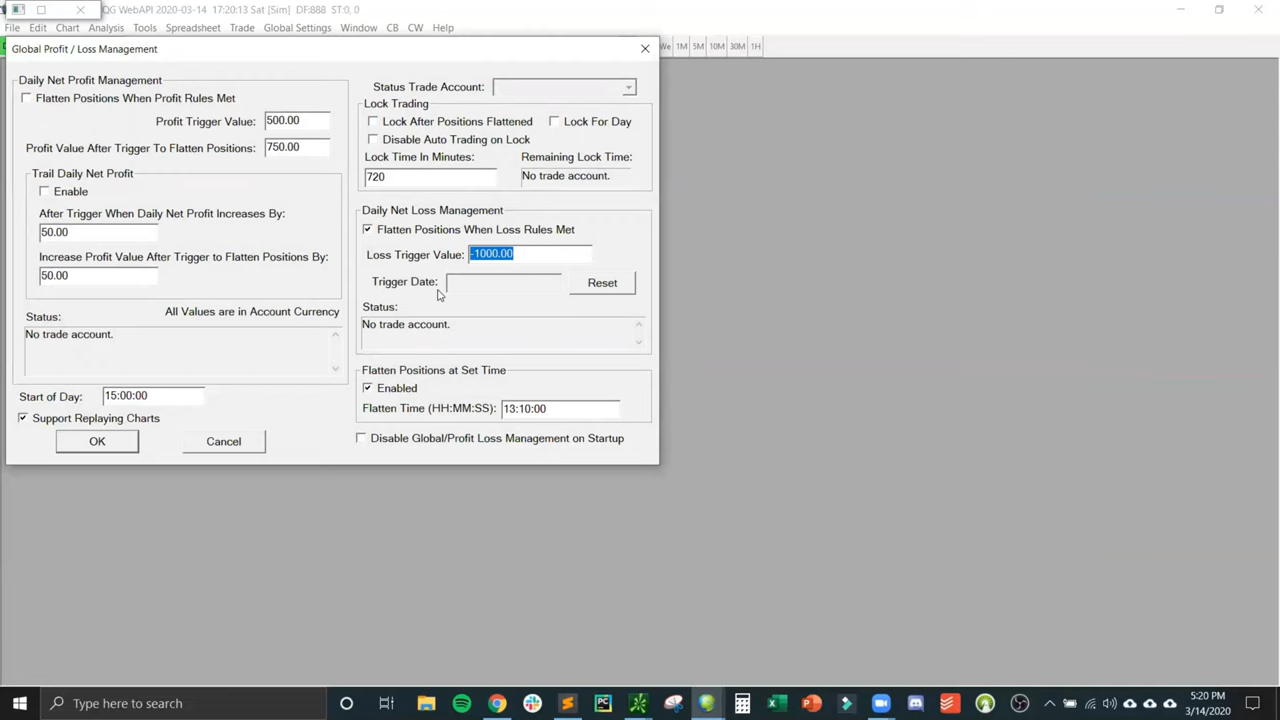 OG WebAPI 2020-03-14 17:20:13 Sat [Sim] DF:888 ST:0, 0
File Edit Chart Analysis Tools Spreadsheet Trade Global Settings Window CB CW Help
We 1M 5M 10M 30M 1H
Global Profit / Loss Management
Daily Net Profit Management
Flatten Positions When Profit Rules Met
Profit Trigger Value: 500.00
Profit Value After Trigger To Flatten Positions: 750.00
Trail Daily Net Profit
Enable
After Trigger When Daily Net Profit Increases By:
50.00
Increase Profit Value After Trigger to Flatten Positions By:
50.00
All Values are in Account Currency
Status:
No trade account.
Start of Day: 15:00:00
Support Replaying Charts
OK Cancel
Status Trade Account:
Lock Trading
Lock After Positions Flattened Lock For Day
Disable Auto Trading on Lock
Lock Time In Minutes: Remaining Lock Time:
720 No trade account.
Daily Net Loss Management
Flatten Positions When Loss Rules Met
Loss Trigger Value: -1000.00
Trigger Date: Reset
Status:
No trade account.
Flatten Positions at Set Time
Enabled
Flatten Time (HH:MM:SS): 13:10:00
Disable Global/Profit Loss Management on Startup
Type here to search
PC
5:20 PM
3/14/2020